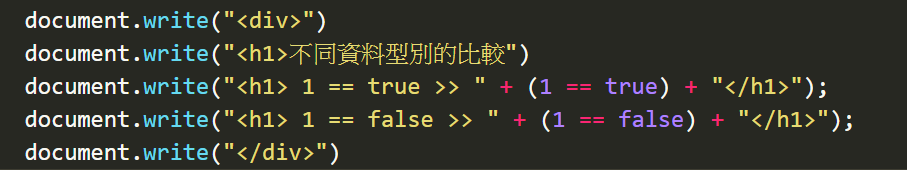 document.write("<div>")
document.write("<h1>不同資料型別的比較")
document.write("<h1> 1 == true >> " + (1 == true) + "</h1>");
document.write("<h1> 1 == false >> " + (1 == false) + "</h1>");
document.write("</div>")